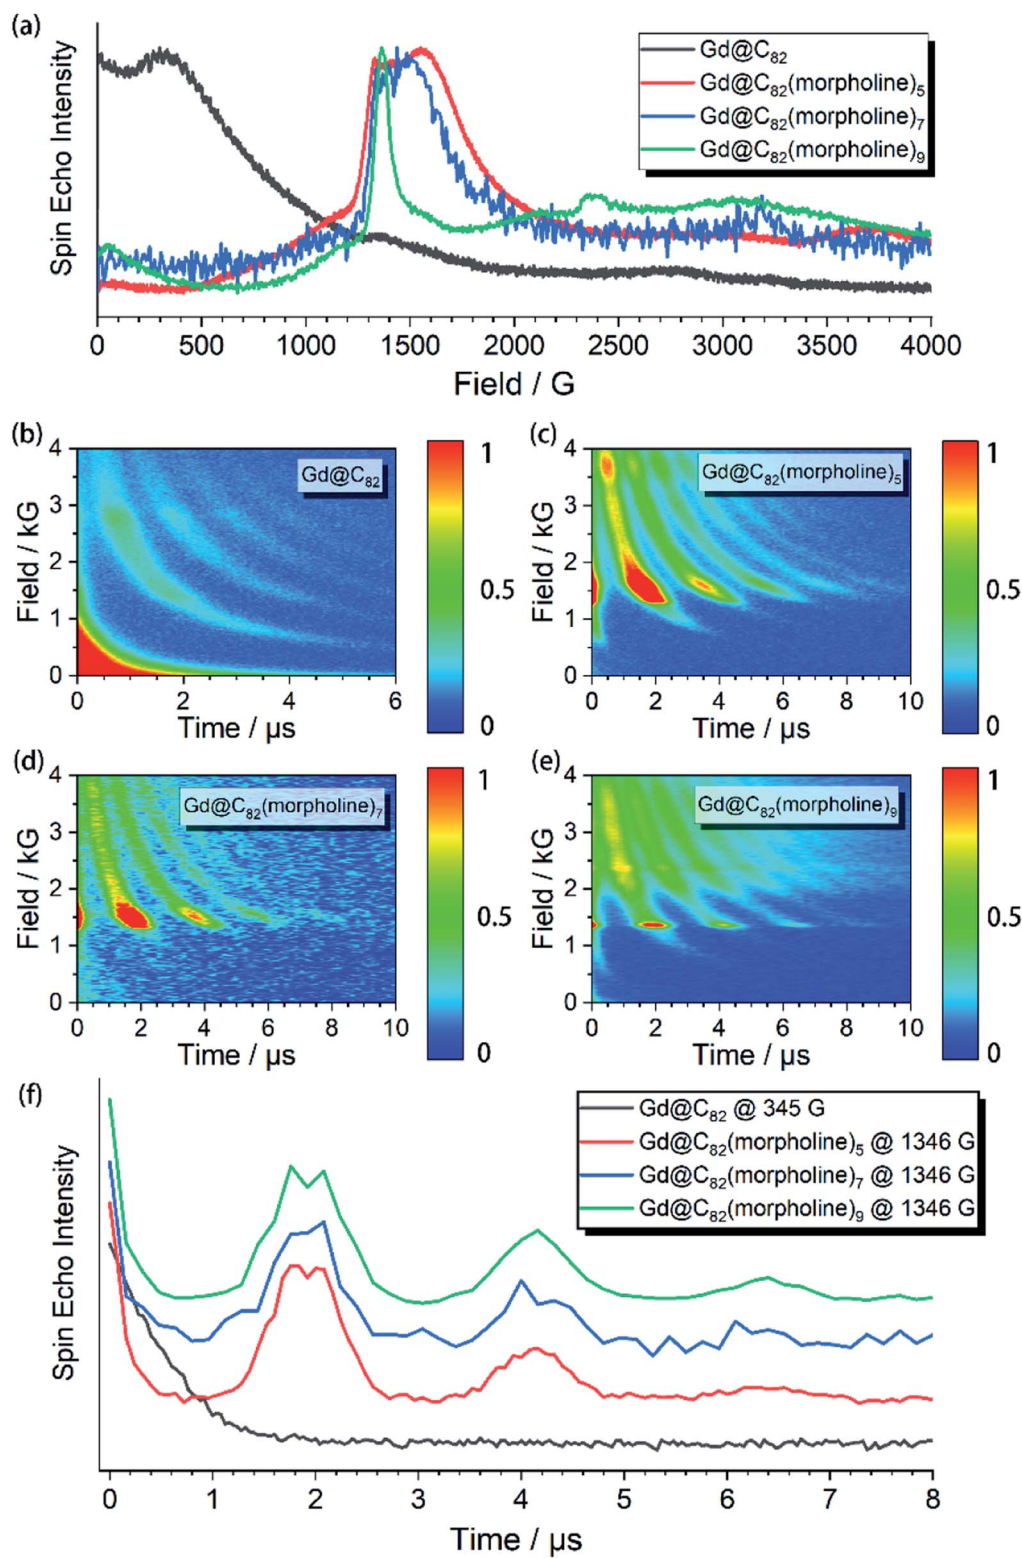 (a)
Spin Echo Intensity
Gd@C82
Gd@C82(morpholine)5
Gd@C82(morpholine)7
Gd@C82(morpholine)9
0 500 1000 1500 2000 2500 3000 3500 4000
Field / G
(b)
Field / kG
4
3
2
1
0
Gd@C82
0 2 4 6
Time / µs
1
0.5
0
(c)
Field / kG
4
3
2
1
0
Gd@C82(morpholine)5
0 2 4 6 8 10
Time / µs
1
0.5
0
(d)
Field / kG
4
3
2
1
0
Gd@C82(morpholine)7
0 2 4 6 8 10
Time / µs
1
0.5
0
(e)
Field / kG
4
3
2
1
0
Gd@C82(morpholine)9
0 2 4 6 8 10
Time / µs
1
0.5
0
(f)
Spin Echo Intensity
Gd@C82 @ 345 G
Gd@C82(morpholine)5 @ 1346 G
Gd@C82(morpholine)7 @ 1346 G
Gd@C82(morpholine)9 @ 1346 G
0 1 2 3 4 5 6 7 8
Time / µs